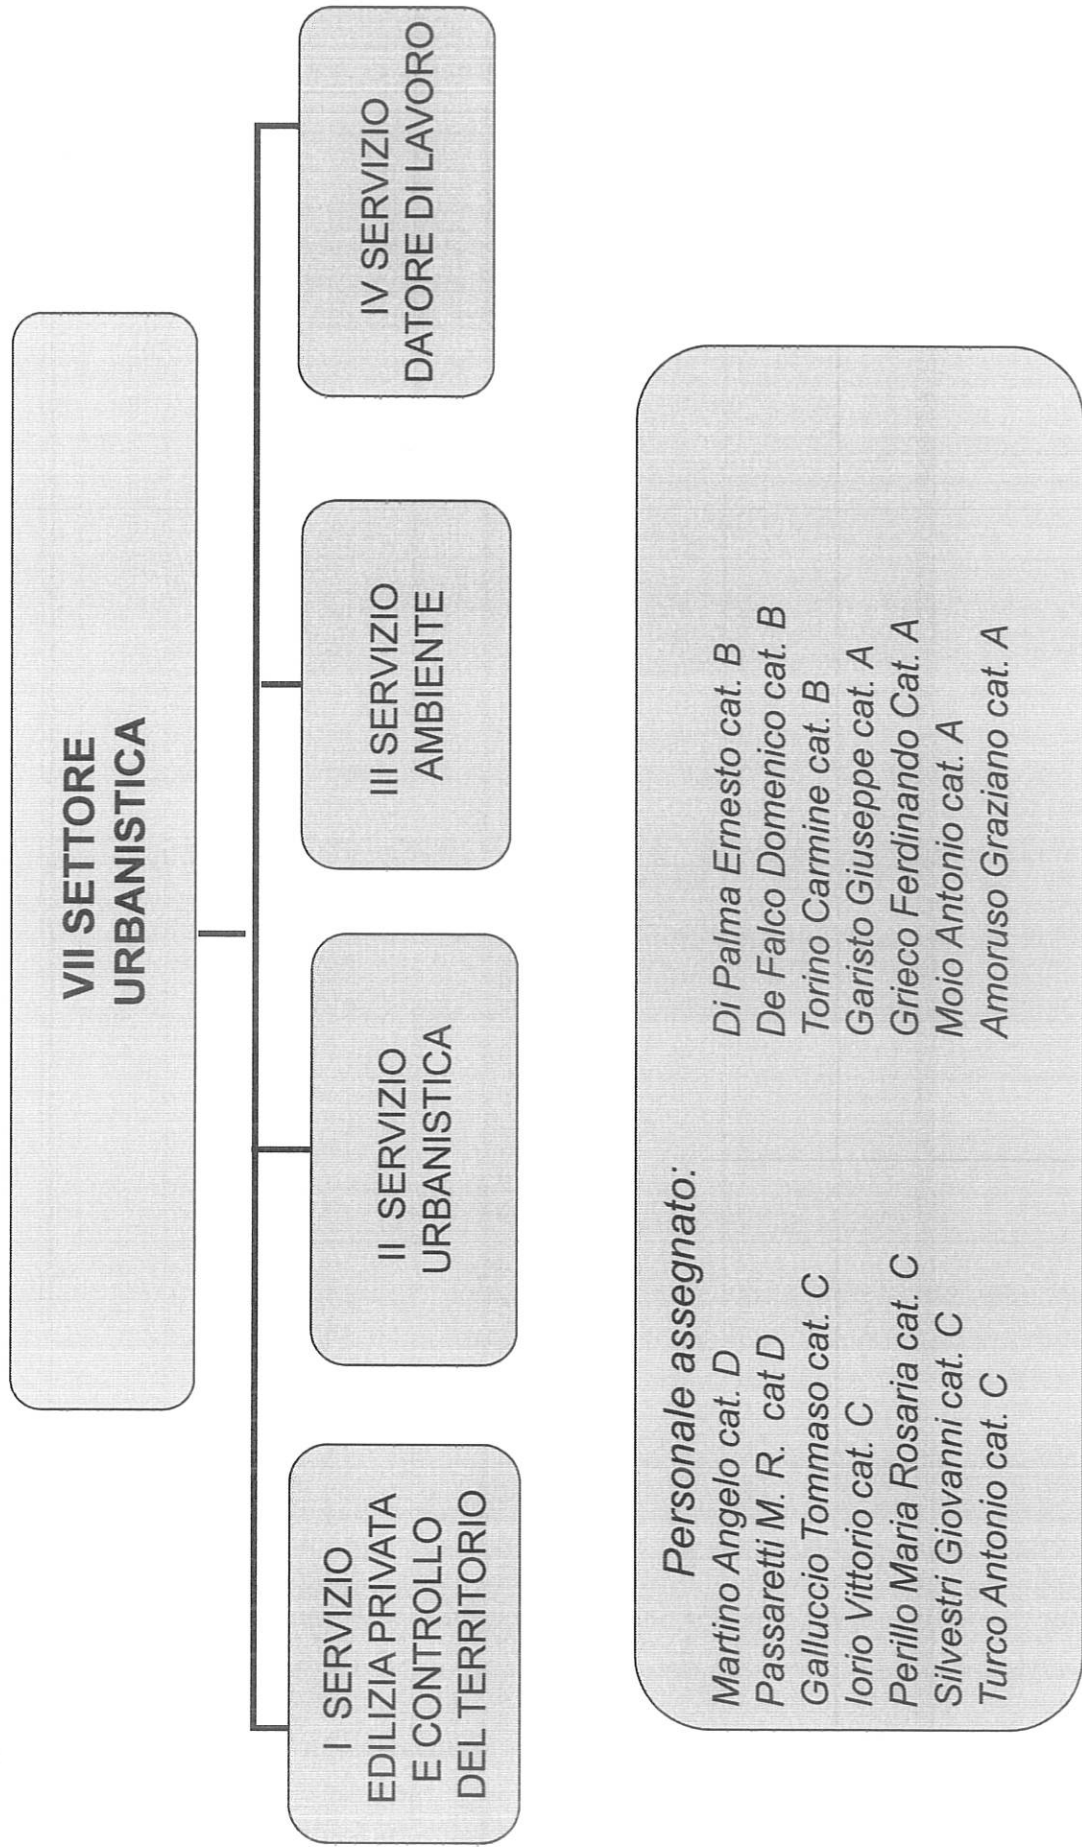 VII SETTORE
URBANISTICA
I SERVIZIO
EDILIZIA PRIVATA
E CONTROLLO
DEL TERRITORIO
II SERVIZIO
URBANISTICA
III SERVIZIO
AMBIENTE
IV SERVIZIO
DATORE DI LAVORO
Personale assegnato:
Martino Angelo cat. D
Passaretti M. R. cat D
Galluccio Tommaso cat. C
Iorio Vittorio cat. C
Perillo Maria Rosaria cat. C
Silvestri Giovanni cat. C
Turco Antonio cat. C
Di Palma Ernesto cat. B
De Falco Domenico cat. B
Torino Carmine cat. B
Garisto Giuseppe cat. A
Grieco Ferdinando Cat. A
Moio Antonio cat. A
Amoruso Graziano cat. A